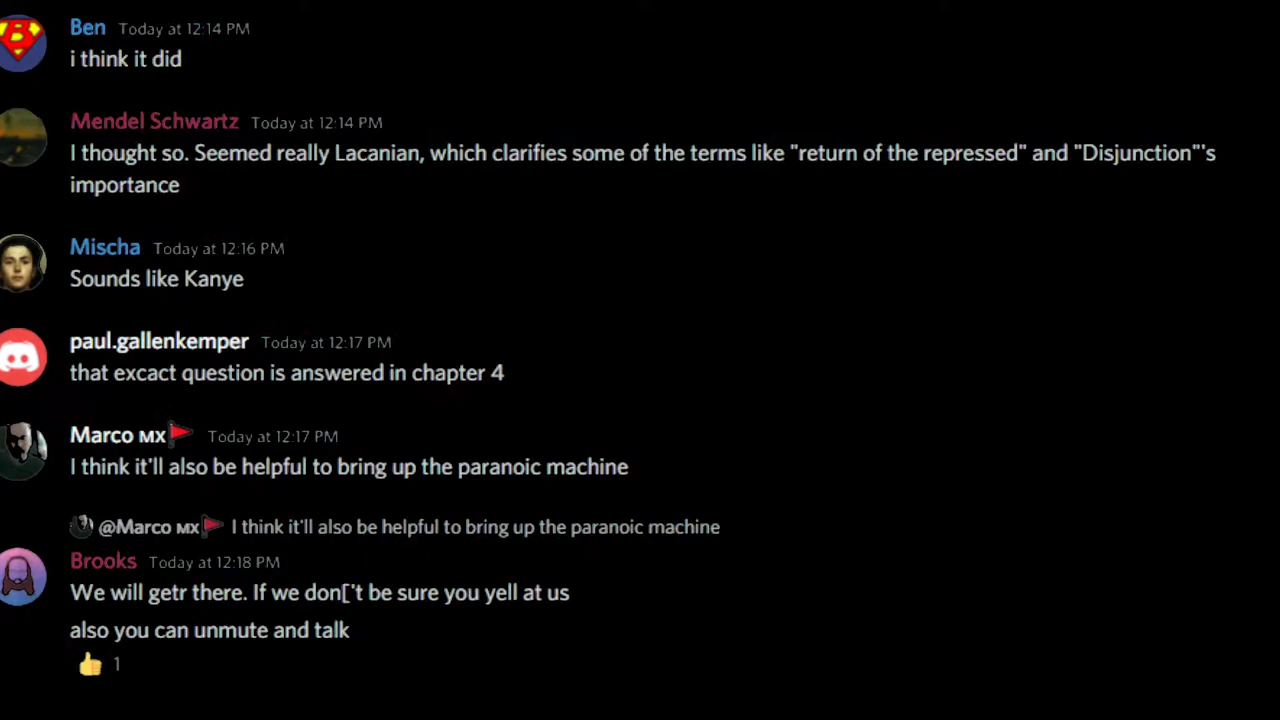 Ben Today at 12:14 PM
i think it did
Mendel Schwartz Today at 12:14 PM
I thought so. Seemed really Lacanian, which clarifies some of the terms like "return of the repressed" and "Disjunction"'s
importance
Mischa Today at 12:16 PM
Sounds like Kanye
paul.gallenkemper Today at 12:17 PM
that excact question is answered in chapter 4
Marco MX Today at 12:17 PM
I think it'll also be helpful to bring up the paranoic machine
@Marco MX I think it'll also be helpful to bring up the paranoic machine
Brooks Today at 12:18 PM
We will getr there. If we don['t be sure you yell at us
also you can unmute and talk
👍 1